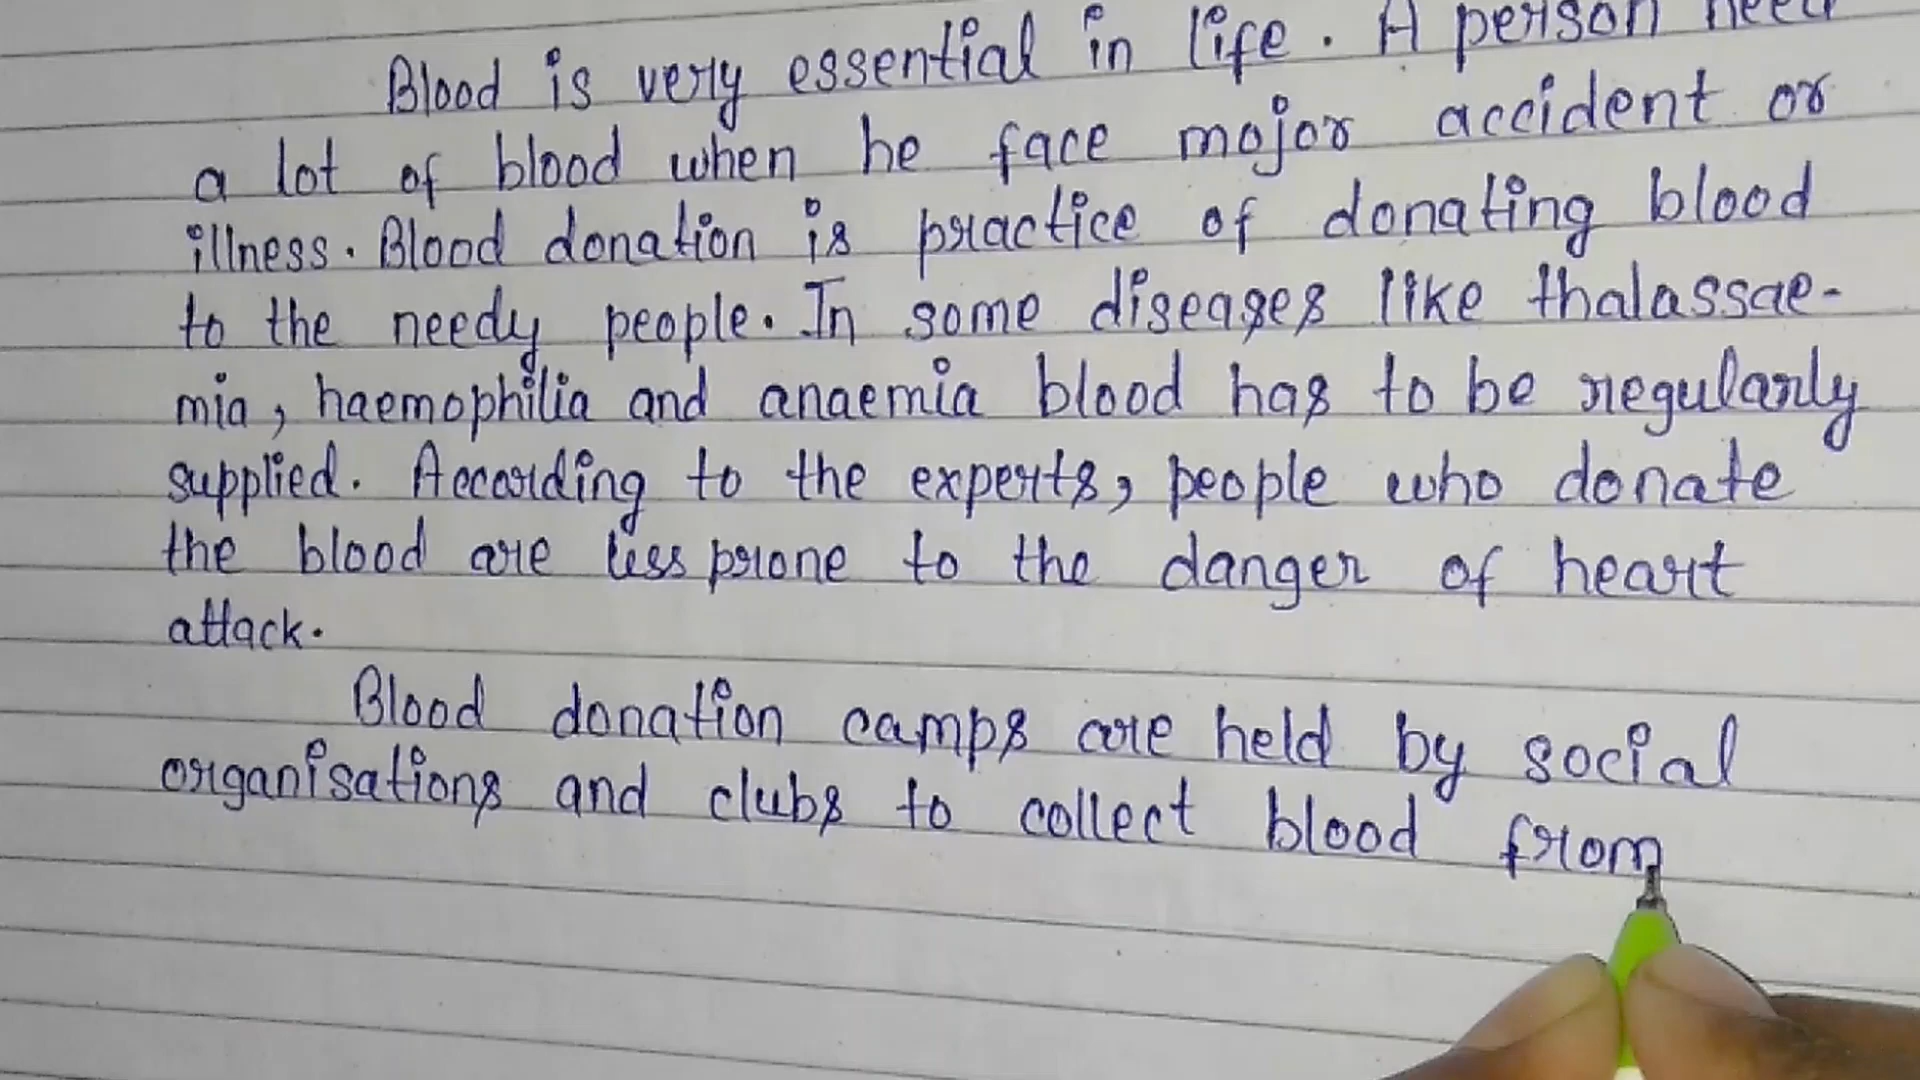 Blood is very essential in life. A person need
a lot of blood when he face major accident or
illness. Blood donation is practice of donating blood
to the needy people. In some diseases like thalassae-
mia, haemophilia and anaemia blood has to be regularly
supplied. According to the experts, people who donate
the blood are less prone to the danger of heart
attack.
Blood donation camps are held by social
organisations and clubs to collect blood from